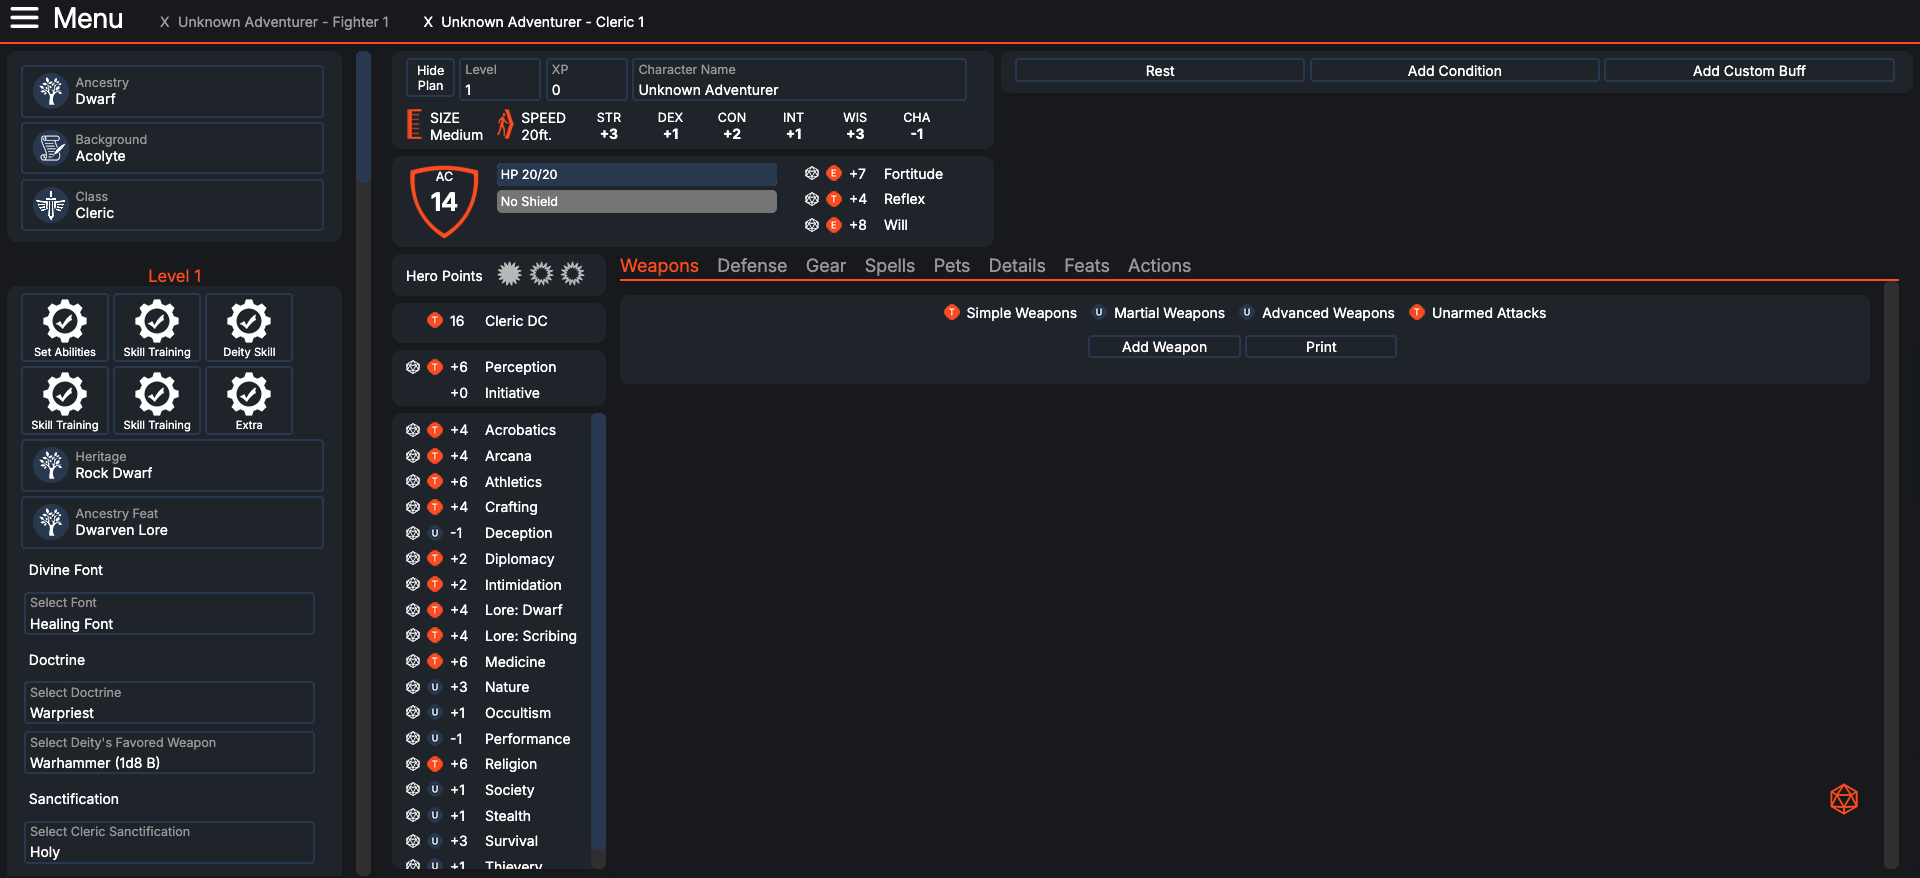 Menu
X Unknown Adventurer - Fighter 1
X Unknown Adventurer - Cleric 1
Ancestry
Dwarf
Background
Acolyte
Class
Cleric
Level 1
Set Abilities
Skill Training
Deity Skill
Skill Training
Skill Training
Extra
Heritage
Rock Dwarf
Ancestry Feat
Dwarven Lore
Divine Font
Select Font
Healing Font
Doctrine
Select Doctrine
Warpriest
Select Deity's Favored Weapon
Warhammer (1d8 B)
Sanctification
Select Cleric Sanctification
Holy
Hide
Plan
Level
1
XP
0
Character Name
Unknown Adventurer
SIZE
Medium
SPEED
20ft.
STR
+3
DEX
+1
CON
+2
INT
+1
WIS
+3
CHA
-1
AC
14
HP 20/20
No Shield
E +7 Fortitude
T +4 Reflex
E +8 Will
Rest
Add Condition
Add Custom Buff
Hero Points
T 16 Cleric DC
T +6 Perception
+0 Initiative
T +4 Acrobatics
T +4 Arcana
T +6 Athletics
T +4 Crafting
U -1 Deception
T +2 Diplomacy
T +2 Intimidation
T +4 Lore: Dwarf
T +4 Lore: Scribing
T +6 Medicine
U +3 Nature
U +1 Occultism
U -1 Performance
T +6 Religion
U +1 Society
U +1 Stealth
U +3 Survival
U +1 Thievery
Weapons Defense Gear Spells Pets Details Feats Actions
T Simple Weapons U Martial Weapons U Advanced Weapons T Unarmed Attacks
Add Weapon
Print